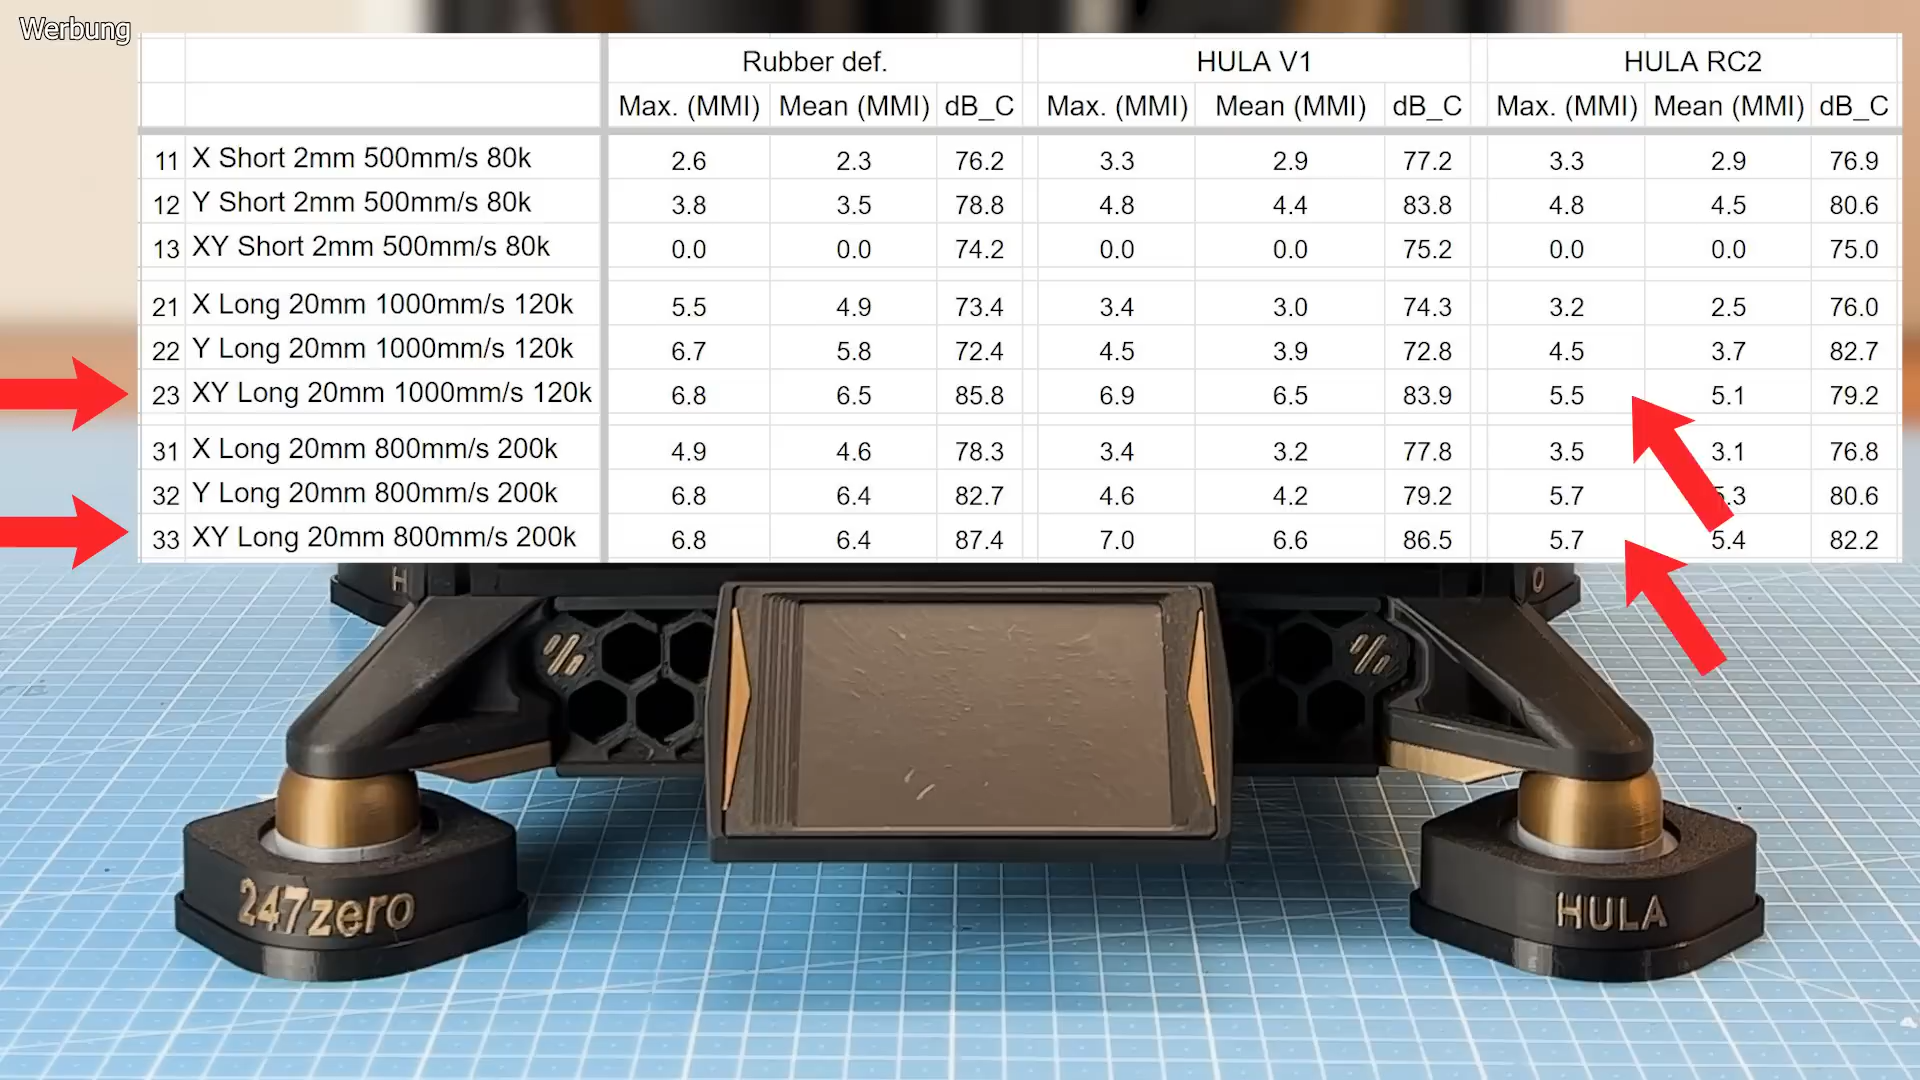 Werbung
Rubber def. HULA V1 HULA RC2
Max. (MMI) Mean (MMI) dB_C Max. (MMI) Mean (MMI) dB_C Max. (MMI) Mean (MMI) dB_C
11 X Short 2mm 500mm/s 80k 2.6 2.3 76.2 3.3 2.9 77.2 3.3 2.9 76.9
12 Y Short 2mm 500mm/s 80k 3.8 3.5 78.8 4.8 4.4 83.8 4.8 4.5 80.6
13 XY Short 2mm 500mm/s 80k 0.0 0.0 74.2 0.0 0.0 75.2 0.0 0.0 75.0
21 X Long 20mm 1000mm/s 120k 5.5 4.9 73.4 3.4 3.0 74.3 3.2 2.5 76.0
22 Y Long 20mm 1000mm/s 120k 6.7 5.8 72.4 4.5 3.9 72.8 4.5 3.7 82.7
23 XY Long 20mm 1000mm/s 120k 6.8 6.5 85.8 6.9 6.5 83.9 5.5 5.1 79.2
31 X Long 20mm 800mm/s 200k 4.9 4.6 78.3 3.4 3.2 77.8 3.5 3.1 76.8
32 Y Long 20mm 800mm/s 200k 6.8 6.4 82.7 4.6 4.2 79.2 5.7 5.3 80.6
33 XY Long 20mm 800mm/s 200k 6.8 6.4 87.4 7.0 6.6 86.5 5.7 5.4 82.2
H O
247zero HULA